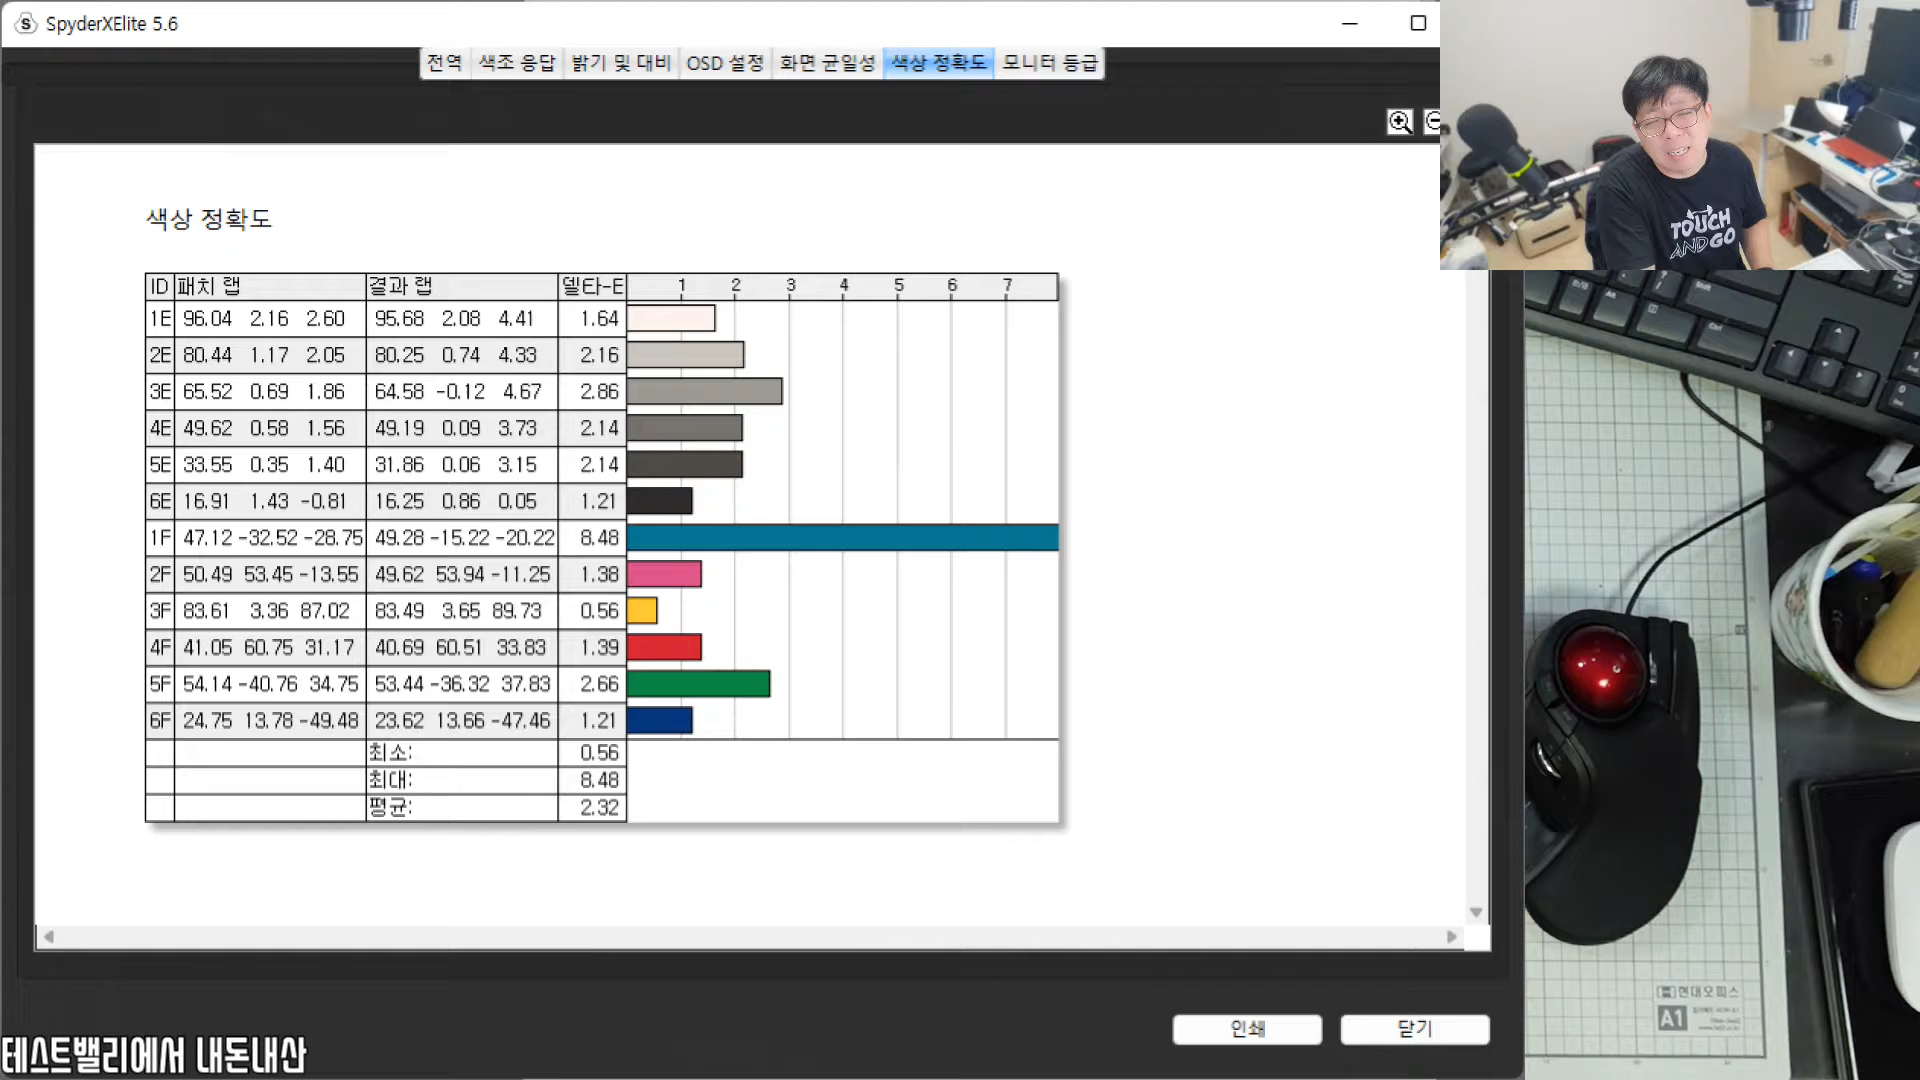 SpyderXElite 5.6
전역 색조 응답 밝기 및 대비 OSD 설정 화면 균일성 색상 정확도 모니터 등급
색상 정확도
ID 패치 랩 결과 랩 델타-E 1 2 3 4 5 6 7
1E 96.04 2.16 2.60 95.68 2.08 4.41 1.64
2E 80.44 1.17 2.05 80.25 0.74 4.33 2.16
3E 65.52 0.69 1.86 64.58 -0.12 4.67 2.86
4E 49.62 0.58 1.56 49.19 0.09 3.73 2.14
5E 33.55 0.35 1.40 31.86 0.06 3.15 2.14
6E 16.91 1.43 -0.81 16.25 0.86 0.05 1.21
1F 47.12 -32.52 -28.75 49.28 -15.22 -20.22 8.48
2F 50.49 53.45 -13.55 49.62 53.94 -11.25 1.38
3F 83.61 3.36 87.02 83.49 3.65 89.73 0.56
4F 41.05 60.75 31.17 40.69 60.51 33.83 1.39
5F 54.14 -40.76 34.75 53.44 -36.32 37.83 2.66
6F 24.75 13.78 -49.48 23.62 13.66 -47.46 1.21
최소: 0.56
최대: 8.48
평균: 2.32
인쇄 닫기
테스트밸리에서 내돈내산
TOUCH
AND GO
Shift
Alt
Ctrl
현대오피스
A1